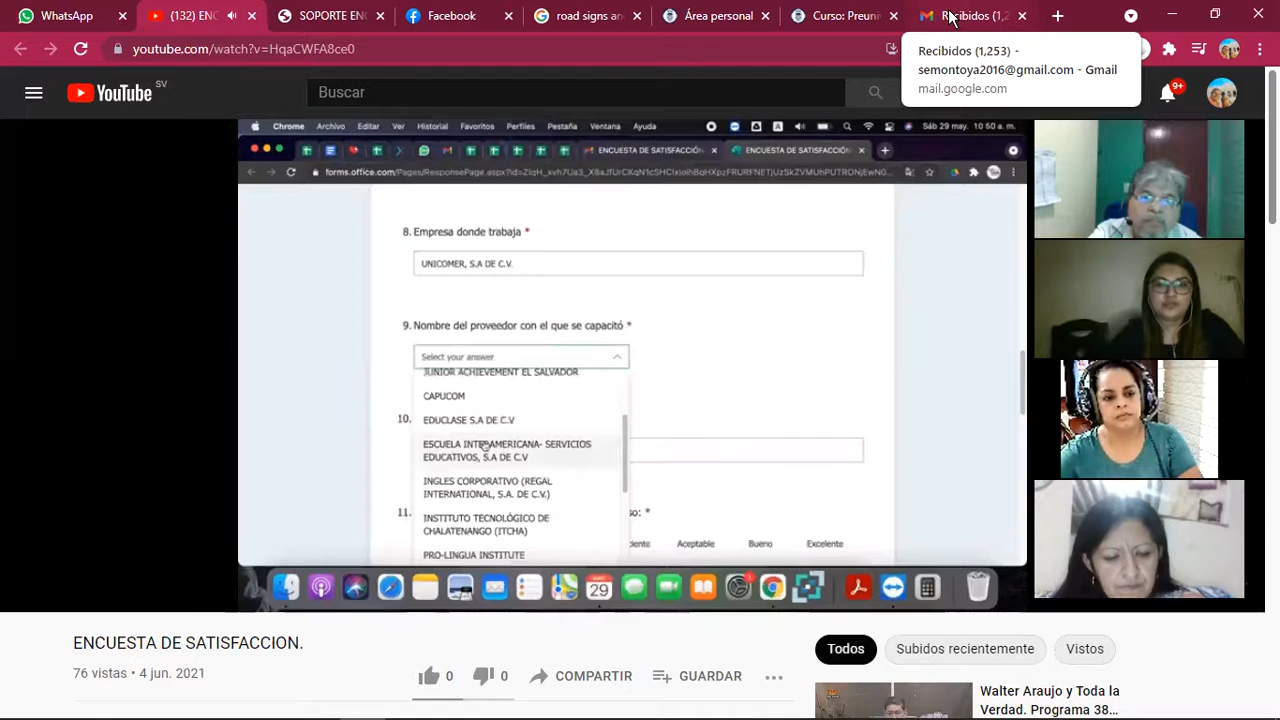 WhatsApp
(132) ENC
SOPORTE EN
Facebook
road signs an
Área personal
Curso: Preuni
Recibidos (1,2
youtube.com/watch?v=HqaCWFA8ce0
Recibidos (1,253) -
semontoya2016@gmail.com - Gmail
mail.google.com
YouTube SV
Buscar
9+
Chrome Archivo Editar Ver Historial Favoritos Perfiles Pestaña Ventana Ayuda
Sáb 29 may. 10 50 a. m.
ENCUESTA DE SATISFACCIÓN
ENCUESTA DE SATISFACCIÓN
8. Empresa donde trabaja *
UNICOMER, S.A DE C.V.
9. Nombre del proveedor con el que se capacitó *
Select your answer
JUNIOR ACHIEVEMENT EL SALVADOR
CAPUCOM
10.
EDUCLASE S.A DE C.V
ESCUELA INTERAMERICANA- SERVICIOS
EDUCATIVOS, S.A DE C.V
INGLES CORPORATIVO (REGAL
INTERNATIONAL, S.A. DE C.V.)
11.
so: *
INSTITUTO TECNOLÓGICO DE
CHALATENANGO (ITCHA)
diente Aceptable Bueno Excelente
PRO-LINGUA INSTITUTE
29
ENCUESTA DE SATISFACCION.
76 vistas • 4 jun. 2021
0
0
COMPARTIR
GUARDAR
Todos
Subidos recientemente
Vistos
Walter Araujo y Toda la
Verdad. Programa 38...